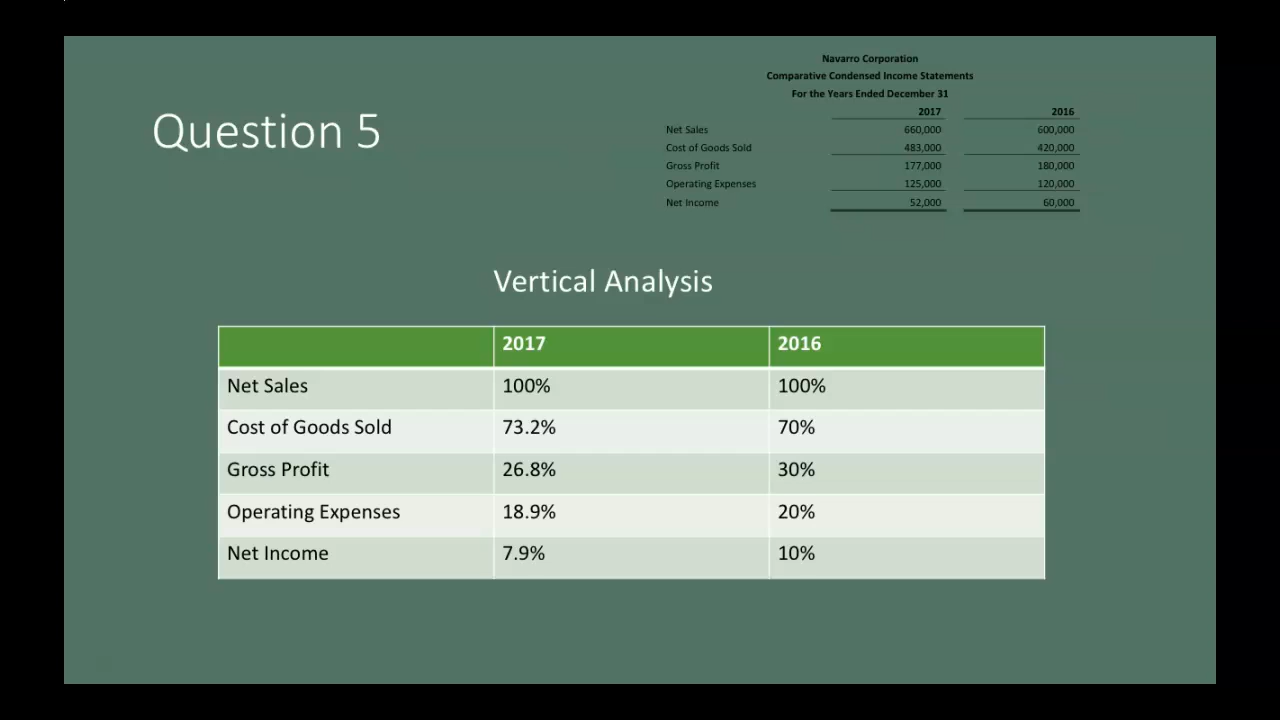 Question 5
Navarro Corporation
Comparative Condensed Income Statements
For the Years Ended December 31
2017 2016
Net Sales 660,000 600,000
Cost of Goods Sold 483,000 420,000
Gross Profit 177,000 180,000
Operating Expenses 125,000 120,000
Net Income 52,000 60,000
Vertical Analysis
2017 2016
Net Sales 100% 100%
Cost of Goods Sold 73.2% 70%
Gross Profit 26.8% 30%
Operating Expenses 18.9% 20%
Net Income 7.9% 10%